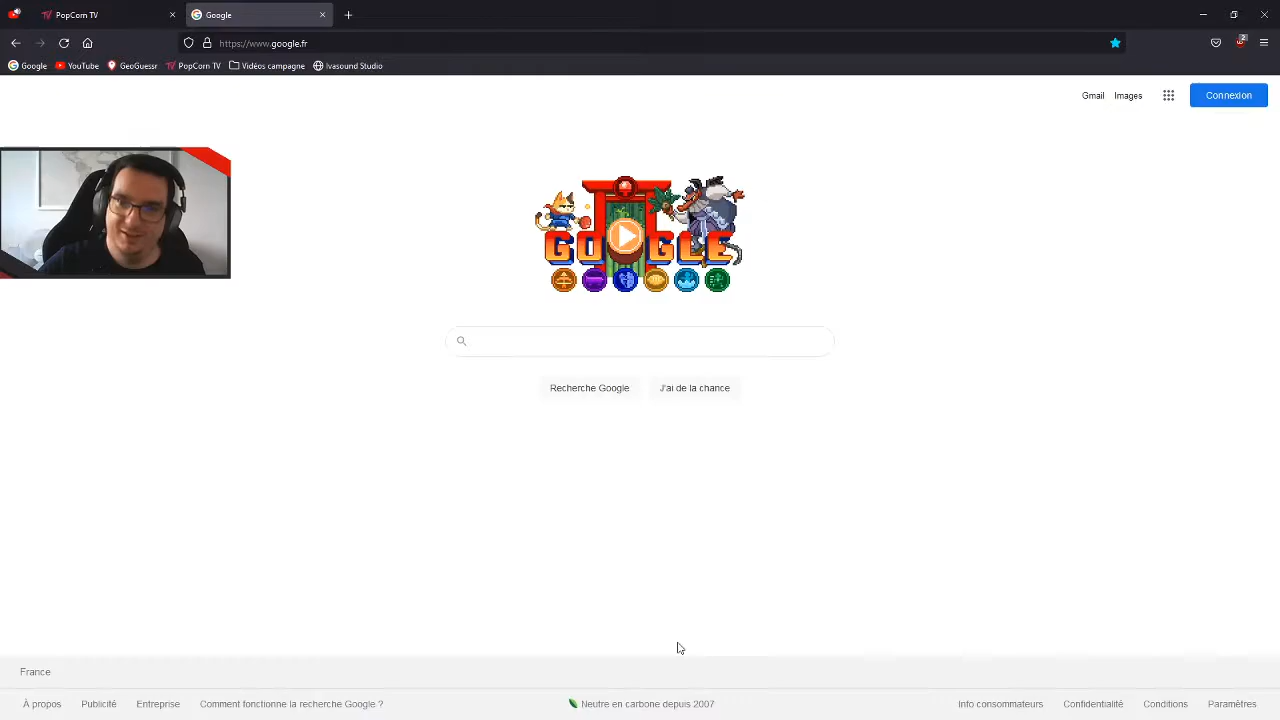 PopCorn TV
Google
https://www.google.fr
2
Google YouTube GeoGuessr PopCorn TV Vidéos campagne Ivasound Studio
Gmail Images Connexion
GOOGLE
Recherche Google J'ai de la chance
France
À propos Publicité Entreprise Comment fonctionne la recherche Google ? Neutre en carbone depuis 2007 Info consommateurs Confidentialité Conditions Paramètres